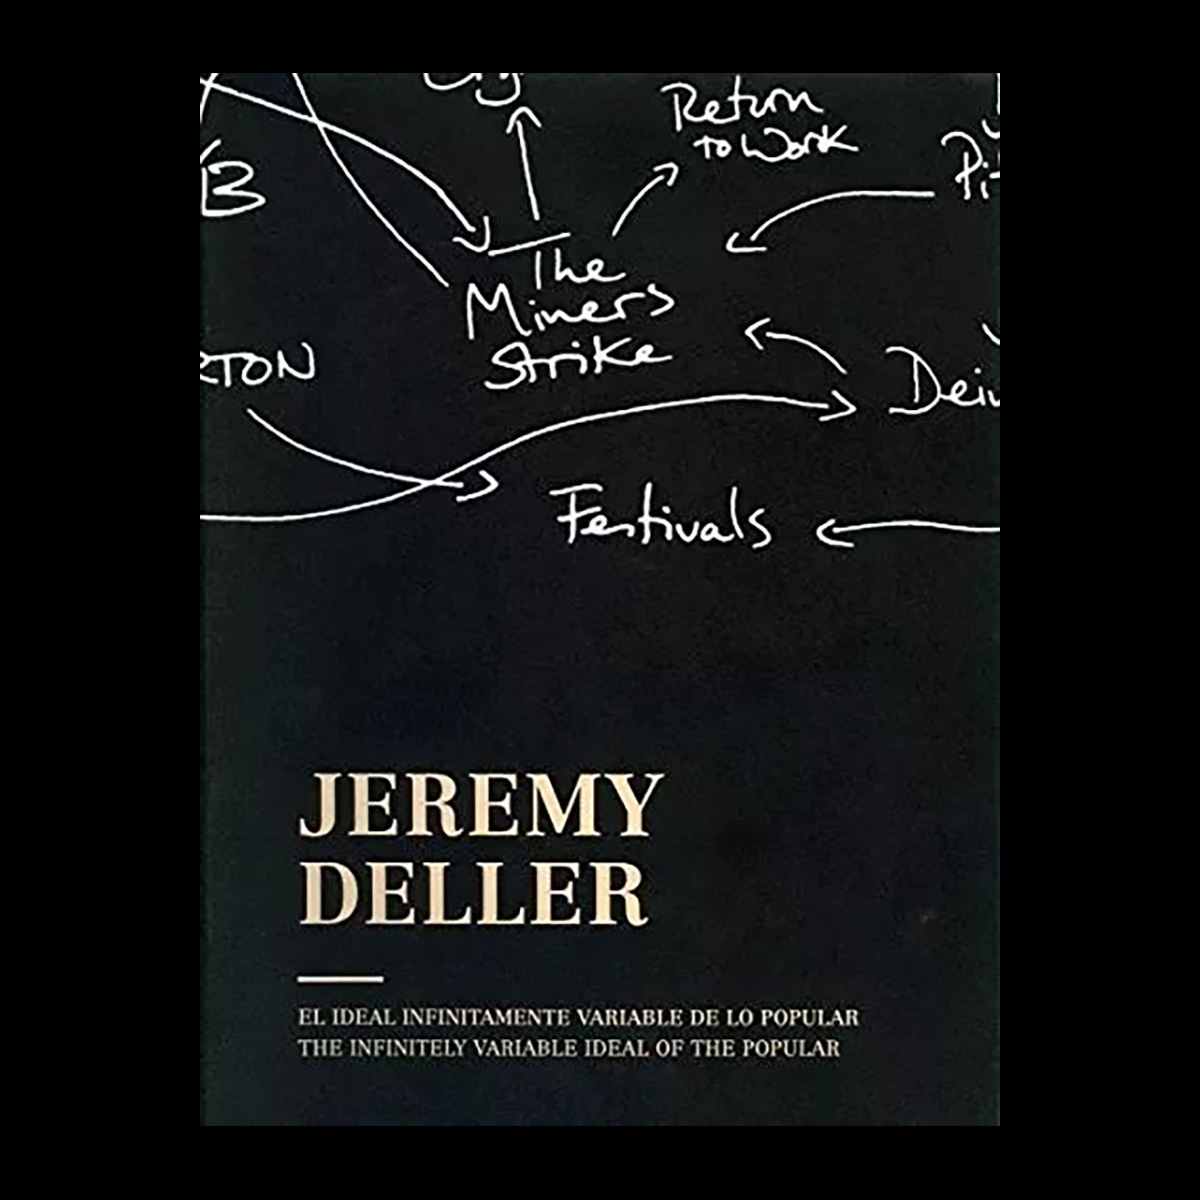 Return
to Work
The
Miners
Strike
Festivals
JEREMY
DELLER
EL IDEAL INFINITAMENTE VARIABLE DE LO POPULAR
THE INFINITELY VARIABLE IDEAL OF THE POPULAR